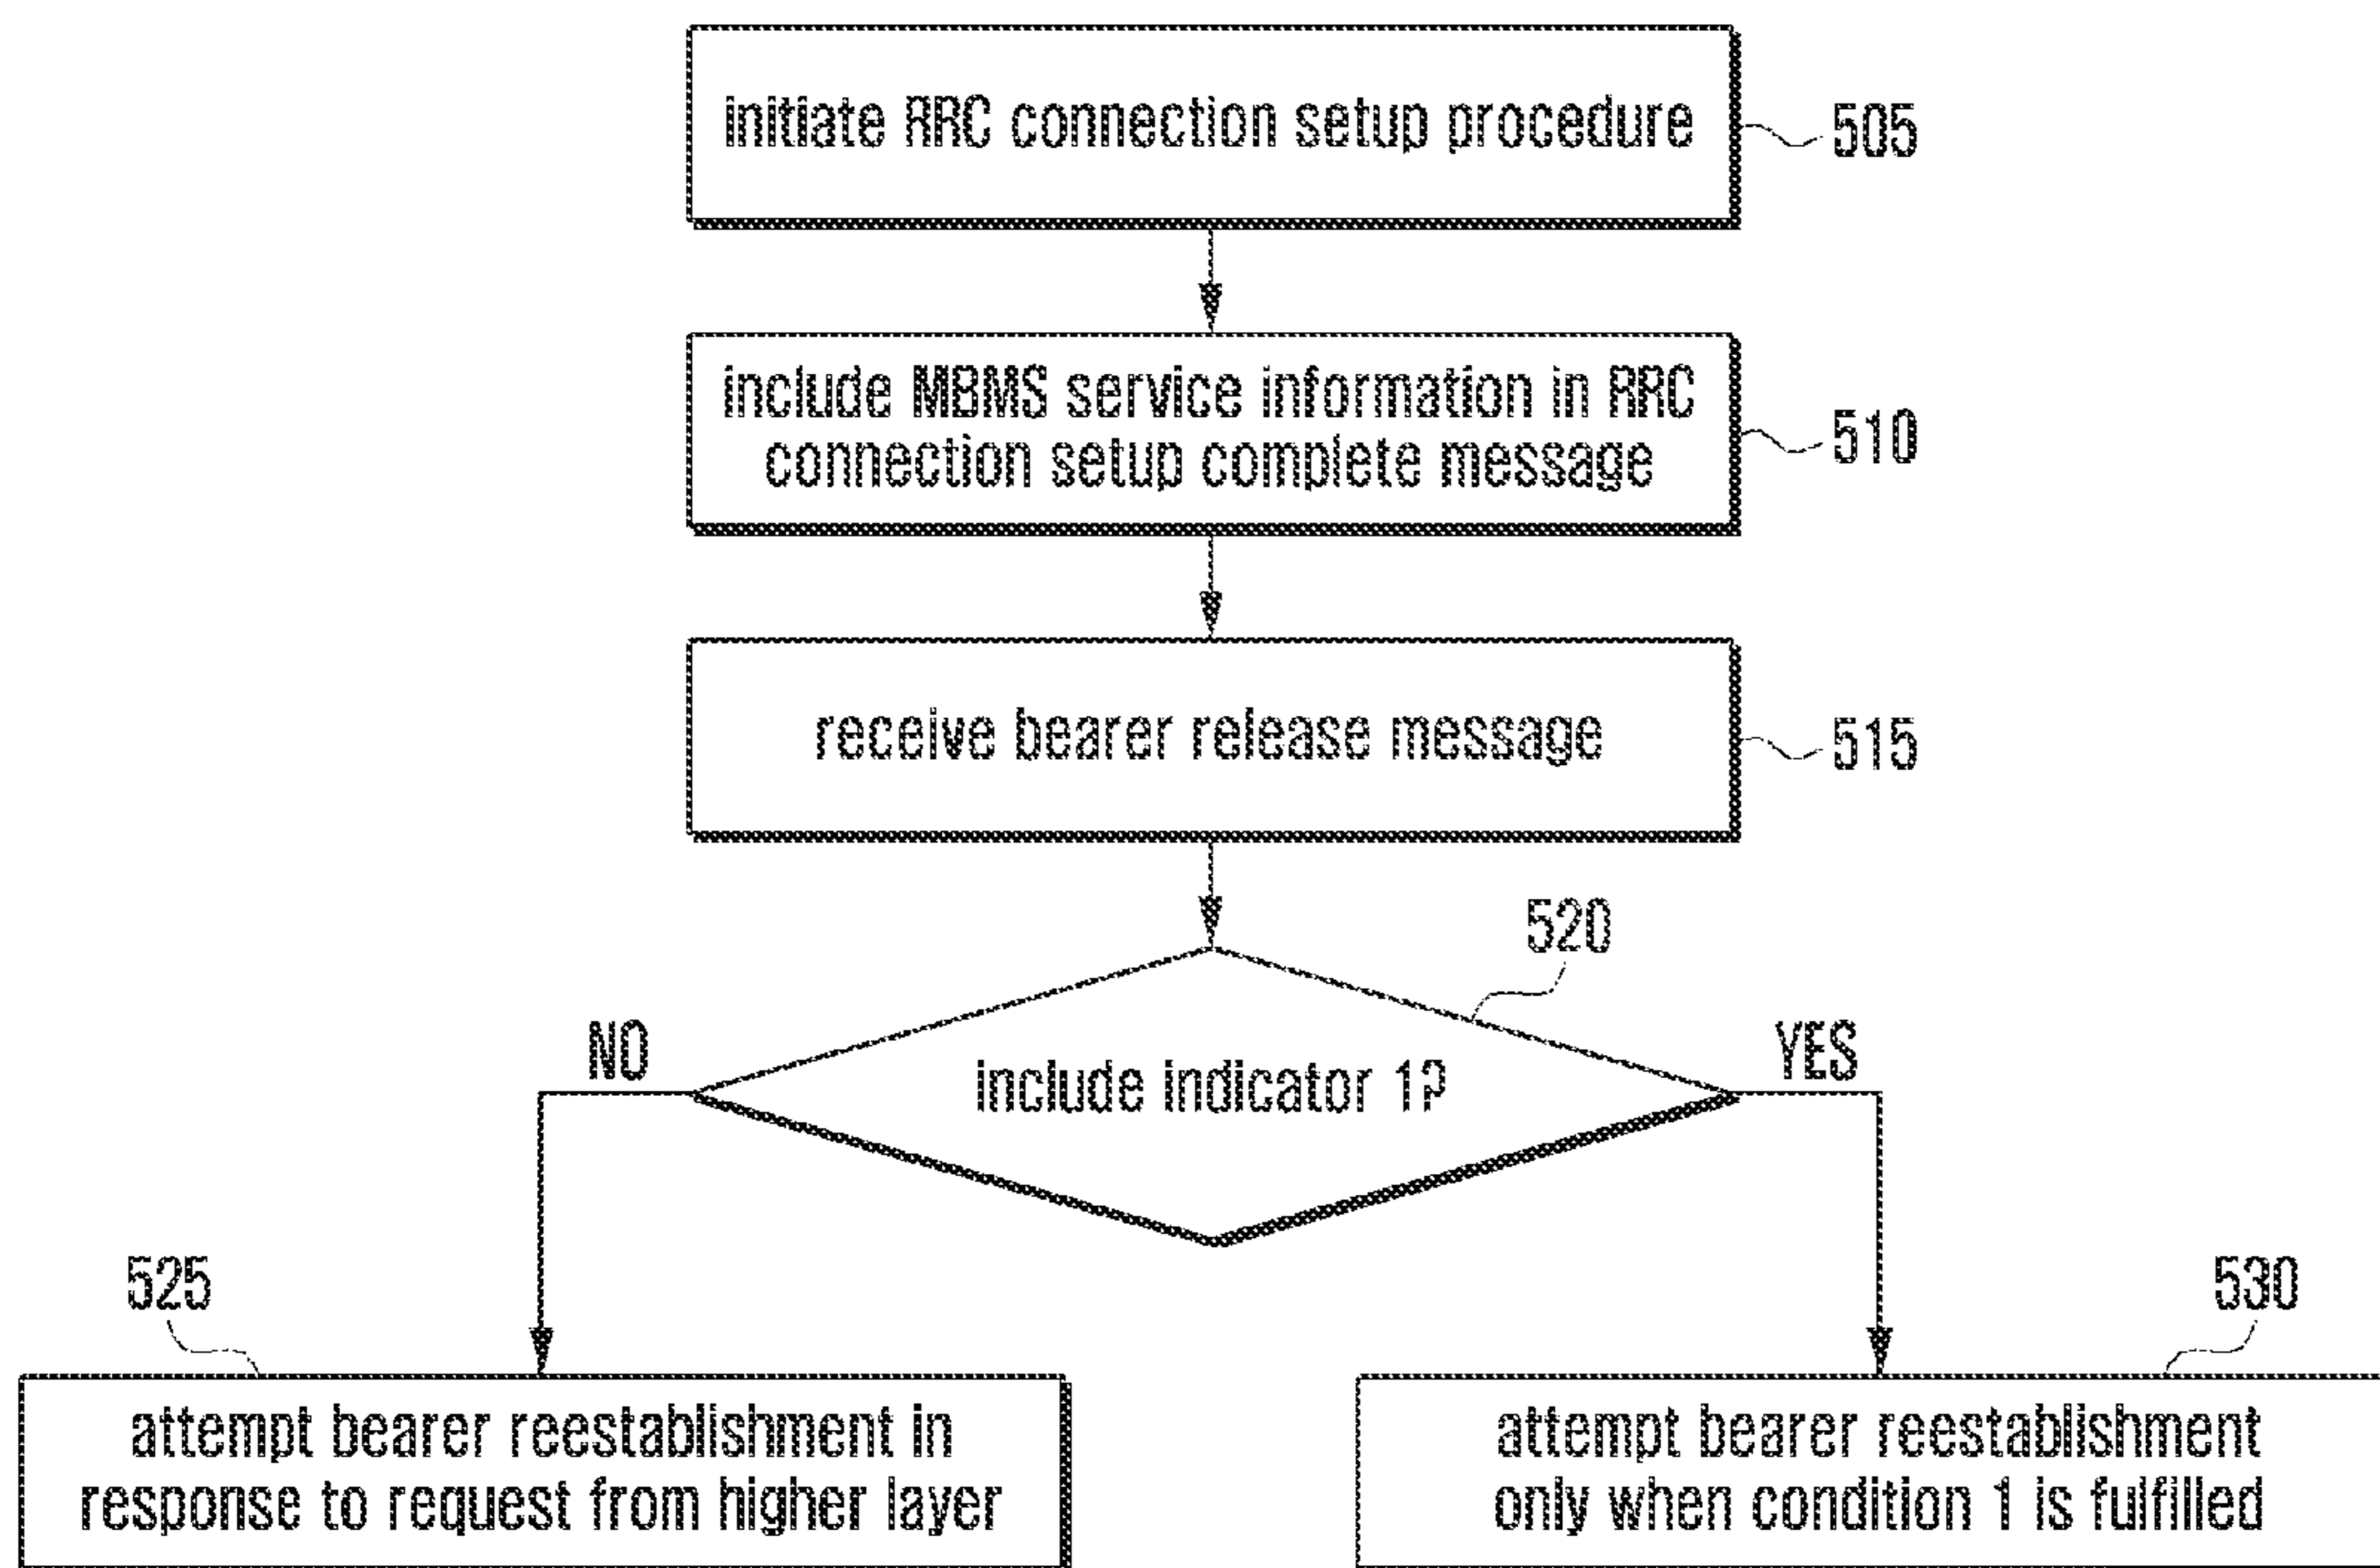 initiate RRC connection setup procedure
505
include MBMS service information in RRC
connection setup complete message
510
receive bearer release message
515
520
NO
include indicator 1?
YES
525
530
attempt bearer reestablishment in
response to request from higher layer
attempt bearer reestablishment
only when condition 1 is fulfilled